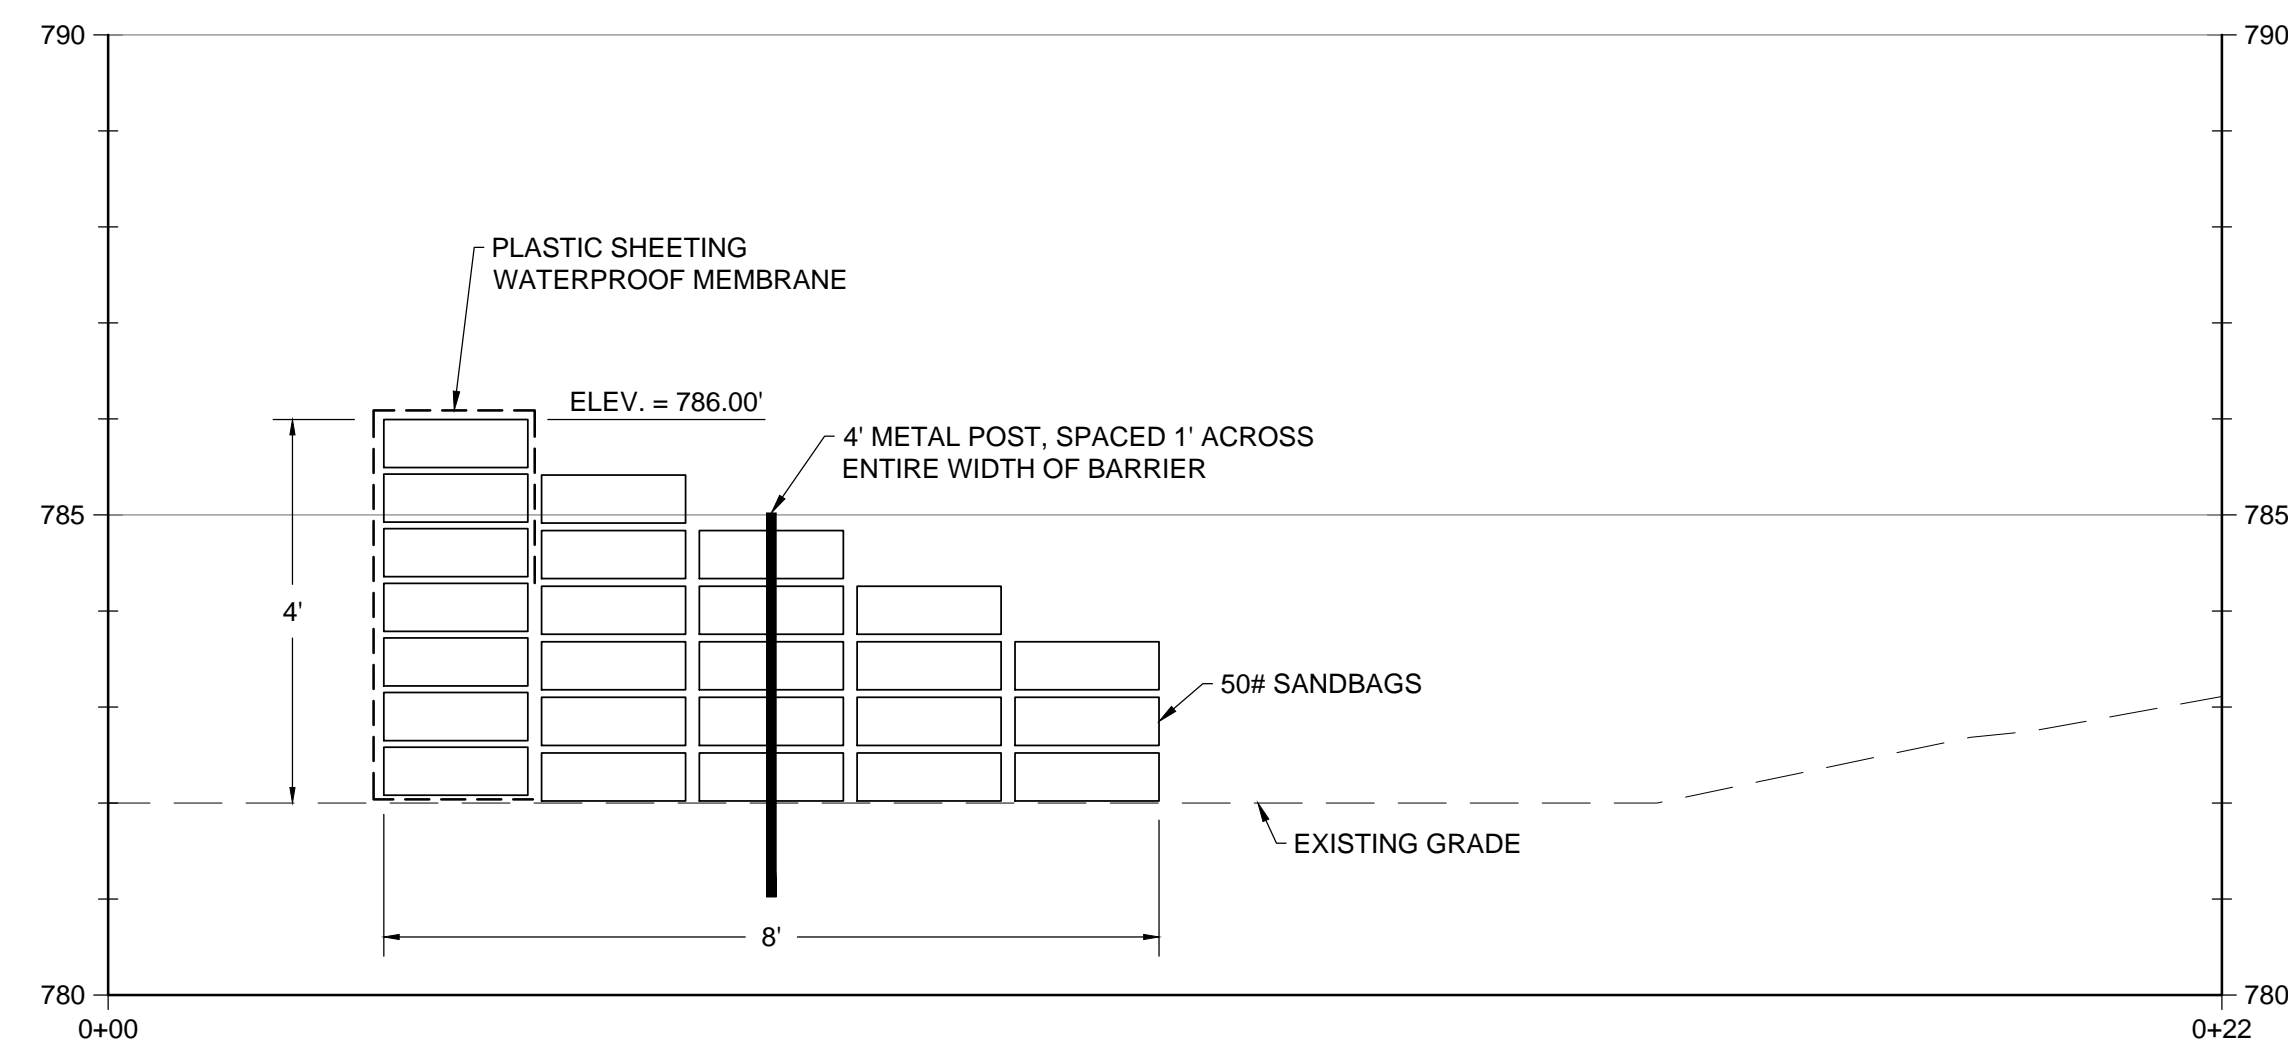 790
790
PLASTIC SHEETING
WATERPROOF MEMBRANE
ELEV. = 786.00'
4' METAL POST, SPACED 1' ACROSS
ENTIRE WIDTH OF BARRIER
785
785
4'
50# SANDBAGS
EXISTING GRADE
8'
780
780
0+00
0+22